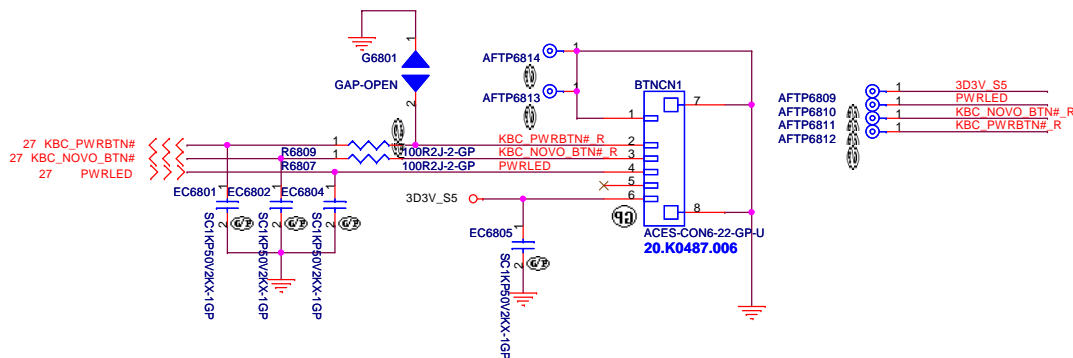 1
G6801
GAP-OPEN
2
AFTP6814
1
AFTP6813
1
BTNCN1
7
1
2
3
4
5
6
8
ACES-CON6-22-GP-U
20.K0487.006
AFTP6809
AFTP6810
AFTP6811
AFTP6812
1 3D3V_S5
1 PWRLED
1 KBC_NOVO_BTN#_R
1 KBC_PWRBTN#_R
27 KBC_PWRBTN#
27 KBC_NOVO_BTN#
27 PWRLED
1
1
R6809
R6807
100R2J-2-GP
100R2J-2-GP
KBC_PWRBTN#_R
KBC_NOVO_BTN#_R
PWRLED
EC6801
EC6802
EC6804
1
2
1
2
1
2
SC1KP50V2KX-1GP
SC1KP50V2KX-1GP
SC1KP50V2KX-1GP
3D3V_S5
EC6805
1
2
SC1KP50V2KX-1GP